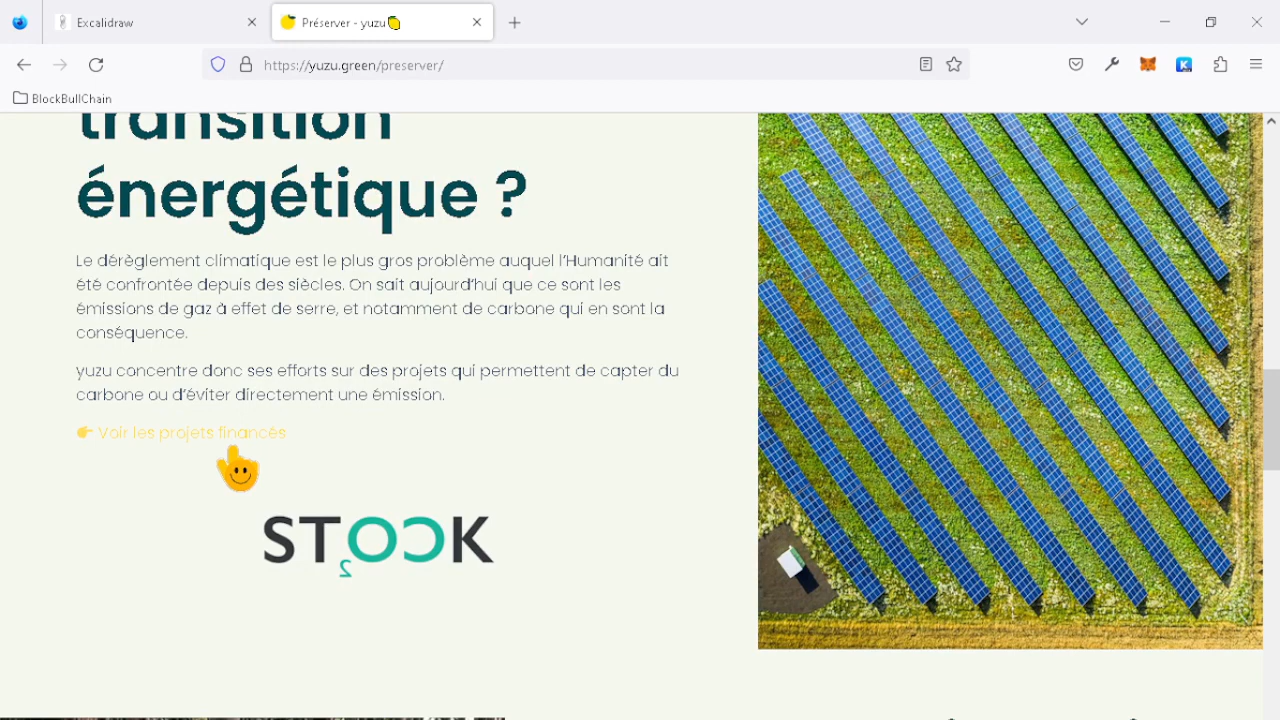 Excalidraw
Préserver - yuzu
https://yuzu.green/preserver/
BlockBullChain
transition
énergétique ?
Le dérèglement climatique est le plus gros problème auquel l'Humanité ait
été confrontée depuis des siècles. On sait aujourd'hui que ce sont les
émissions de gaz à effet de serre, et notamment de carbone qui en sont la
conséquence.
yuzu concentre donc ses efforts sur des projets qui permettent de capter du
carbone ou d'éviter directement une émission.
Voir les projets financés
STOCK
2